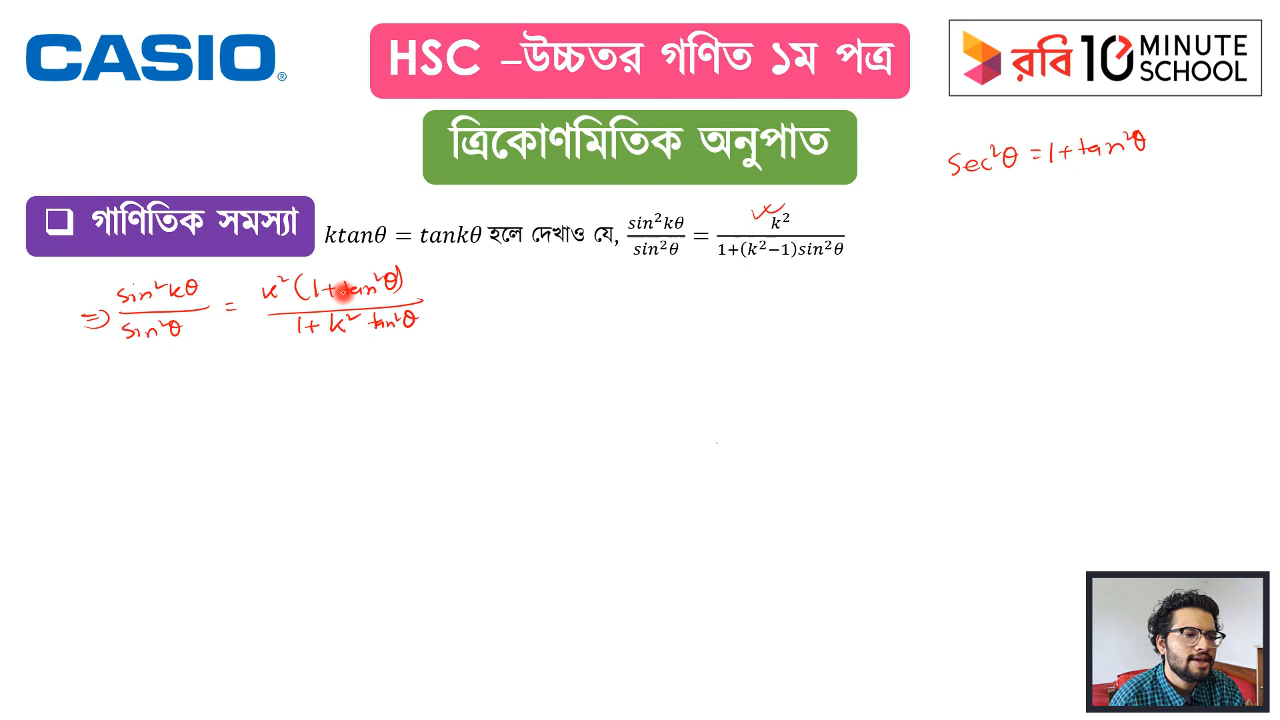 CASIO®
HSC –উচ্চতর গণিত ১ম পত্র
রবি 10 MINUTE SCHOOL
ত্রিকোণমিতিক অনুপাত
sec²θ = 1 + tan²θ
❑ গাণিতিক সমস্যা
ktanθ = tankθ হলে দেখাও যে, sin²kθ/sin²θ = k²/1+(k²−1)sin²θ
⇒ sin²kθ/sin²θ = k²(1+tan²θ)/1+k² tan²θ